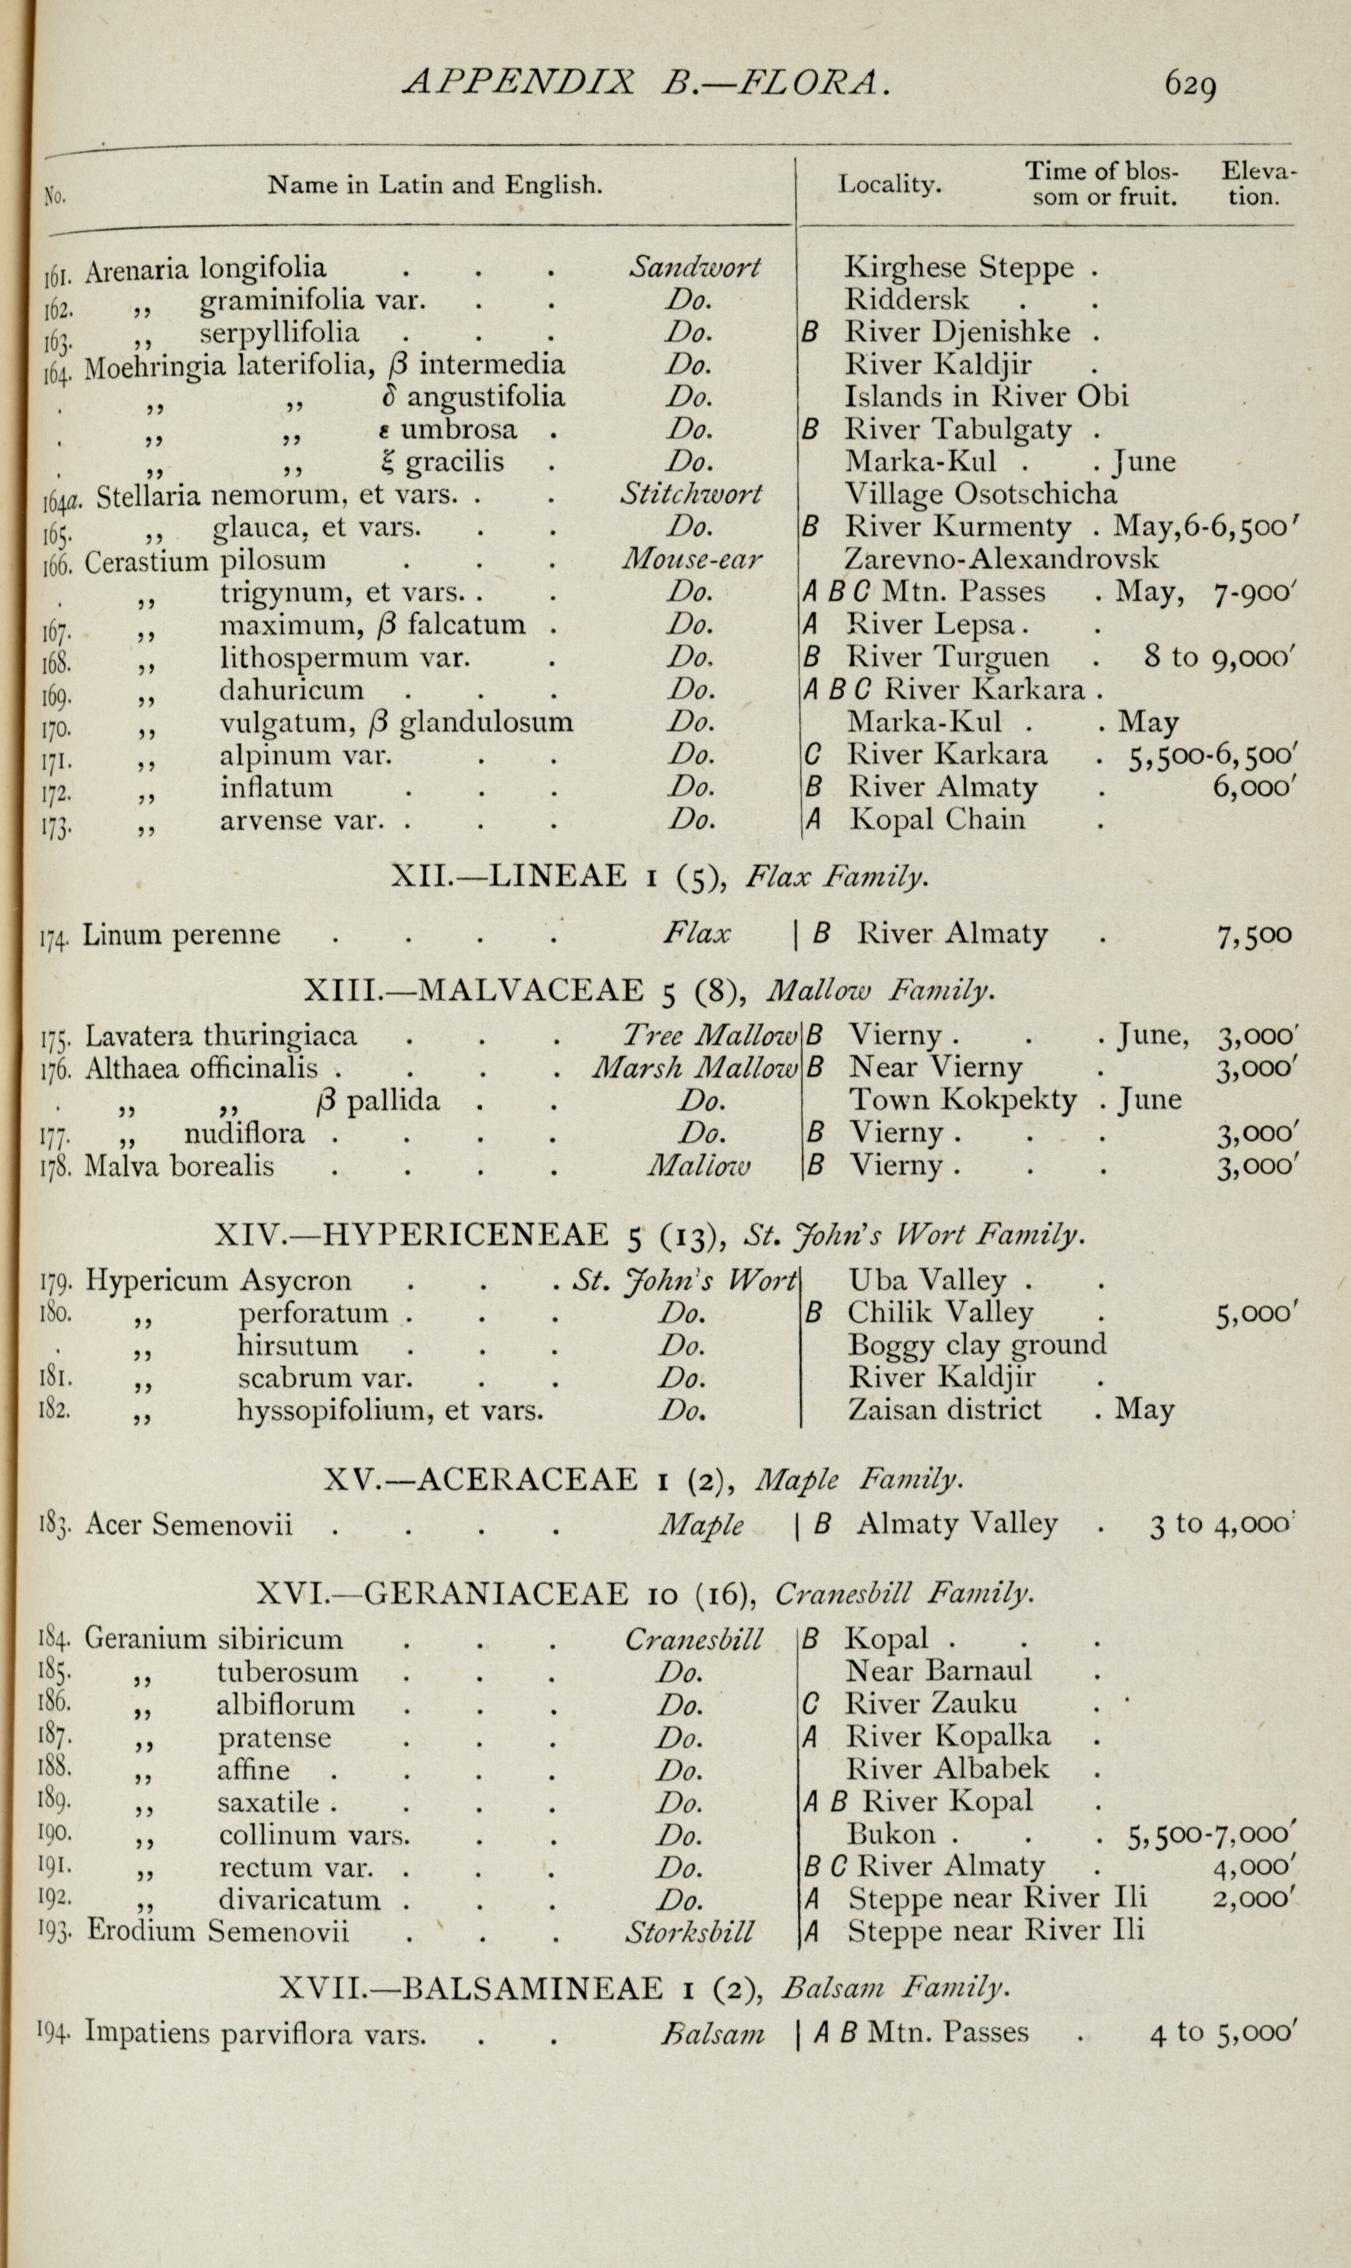 APPENDIX B.—FLORA. 629
No. Name in Latin and English. Locality. Time of blossom or fruit. Elevation.
161. Arenaria longifolia . . . Sandwort Kirghese Steppe .
162. ,, graminifolia var. . . Do. Riddersk . .
163. ,, serpyllifolia . . . Do. B River Djenishke .
164. Moehringia laterifolia, β intermedia Do. River Kaldjir .
. ,, ,, δ angustifolia Do. Islands in River Obi
. ,, ,, ε umbrosa . Do. B River Tabulgaty .
. ,, ,, ξ gracilis . Do. Marka-Kul . . June
164a. Stellaria nemorum, et vars. . . Stitchwort Village Osotschicha
165. ,, glauca, et vars. . . Do. B River Kurmenty . May, 6-6,500′
166. Cerastium pilosum . . . Mouse-ear Zarevno-Alexandrovsk
. ,, trigynum, et vars. . . Do. A B C Mtn. Passes . May, 7-900′
167. ,, maximum, β falcatum . Do. A River Lepsa . .
168. ,, lithospermum var. . Do. B River Turguen . 8 to 9,000′
169. ,, dahuricum . . . Do. A B C River Karkara .
170. ,, vulgatum, β glandulosum Do. Marka-Kul . . May
171. ,, alpinum var. . . Do. C River Karkara . 5,500-6,500′
172. ,, inflatum . . . Do. B River Almaty . 6,000′
173. ,, arvense var. . . . Do. A Kopal Chain .
XII.—LINEAE 1 (5), Flax Family.
174. Linum perenne . . . . Flax | B River Almaty . 7,500
XIII.—MALVACEAE 5 (8), Mallow Family.
175. Lavatera thuringiaca . . . Tree Mallow B Vierny . . . June, 3,000′
176. Althaea officinalis . . . . Marsh Mallow B Near Vierny . 3,000′
. ,, ,, β pallida . . Do. Town Kokpekty . June
177. ,, nudiflora . . . . Do. B Vierny . . . 3,000′
178. Malva borealis . . . . Mallow B Vierny . . . 3,000′
XIV.—HYPERICENEAE 5 (13), St. John's Wort Family.
179. Hypericum Asycron . . . St. John's Wort Uba Valley . .
180. ,, perforatum . . . Do. B Chilik Valley . 5,000′
. ,, hirsutum . . . Do. Boggy clay ground
181. ,, scabrum var. . . Do. River Kaldjir .
182. ,, hyssopifolium, et vars. Do. Zaisan district . May
XV.—ACERACEAE 1 (2), Maple Family.
183. Acer Semenovii . . . . Maple | B Almaty Valley . 3 to 4,000′
XVI.—GERANIACEAE 10 (16), Cranesbill Family.
184. Geranium sibiricum . . . Cranesbill B Kopal . . .
185. ,, tuberosum . . . Do. Near Barnaul .
186. ,, albiflorum . . . Do. C River Zauku .
187. ,, pratense . . . Do. A River Kopalka .
188. ,, affine . . . . Do. River Albabek .
189. ,, saxatile . . . . Do. A B River Kopal .
190. ,, collinum vars. . . Do. Bukon . . . 5,500-7,000′
191. ,, rectum var. . . . Do. B C River Almaty . 4,000′
192. ,, divaricatum . . . Do. A Steppe near River Ili 2,000′
193. Erodium Semenovii . . . Storksbill A Steppe near River Ili
XVII.—BALSAMINEAE 1 (2), Balsam Family.
194. Impatiens parviflora vars. . . Balsam | A B Mtn. Passes . 4 to 5,000′